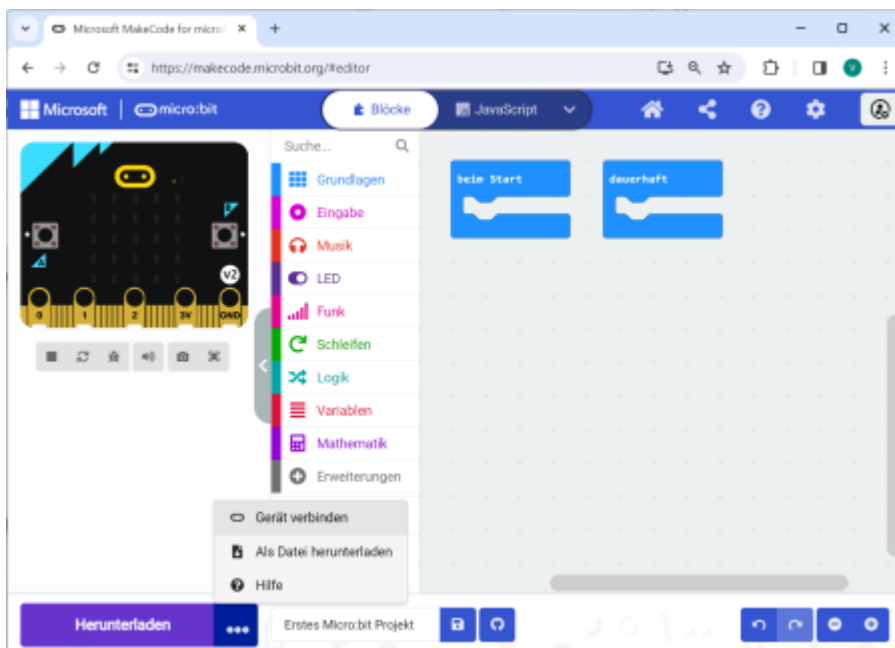 Microsoft MakeCode for micro:
https://makecode.microbit.org/#editor
Microsoft micro:bit Blöcke JavaScript
Suche...
Grundlagen
Eingabe
Musik
LED
Funk
Schleifen
Logik
Variablen
Mathematik
Erweiterungen
beim Start
dauerhaft
B
A
V2
0 1 2 3V GND
Gerät verbinden
Als Datei herunterladen
Hilfe
Herunterladen
Erstes Micro:bit Projekt